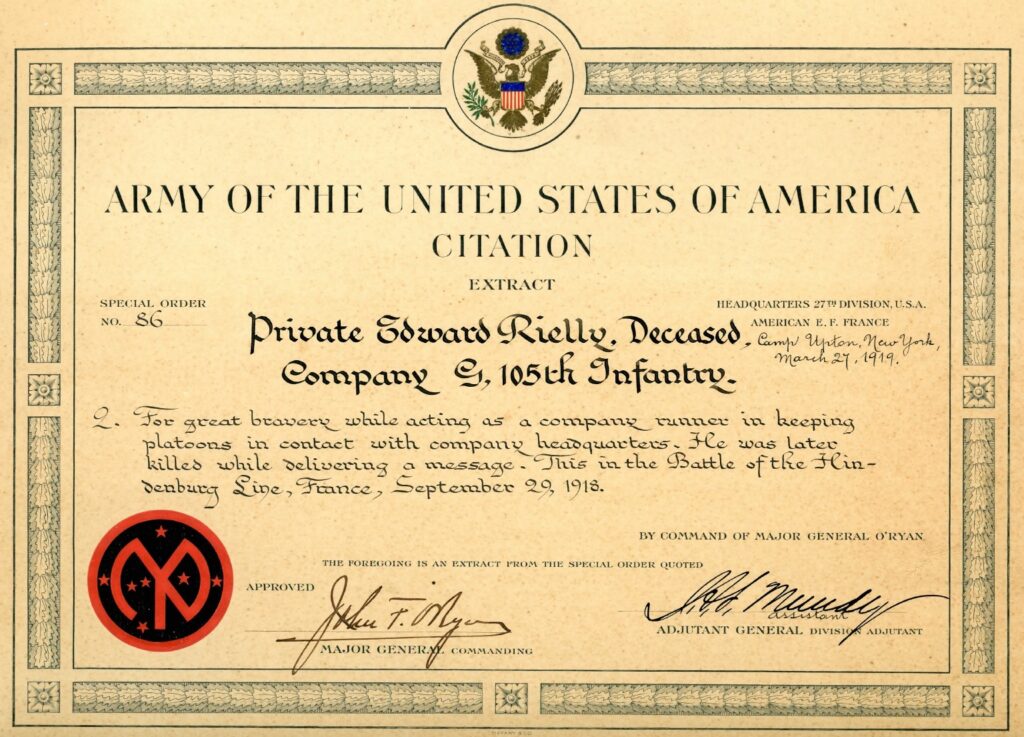 ARMY OF THE UNITED STATES OF AMERICA
CITATION
EXTRACT
SPECIAL ORDER
NO. 86
HEADQUARTERS 27TH DIVISION, U.S.A.
AMERICAN E. F. FRANCE
Camp Upton, New York,
March 27, 1919.
Private Edward Rielly, Deceased,
Company G, 105th Infantry.
2. For great bravery while acting as a company runner in keeping
platoons in contact with company headquarters. He was later
killed while delivering a message. This in the Battle of the Hin-
denburg Line, France, September 29, 1918.
BY COMMAND OF MAJOR GENERAL O'RYAN
THE FOREGOING IS AN EXTRACT FROM THE SPECIAL ORDER QUOTED
APPROVED
John F. O'Ryan
MAJOR GENERAL COMMANDING
Assistant
ADJUTANT GENERAL DIVISION ADJUTANT
TIFFANY & CO.